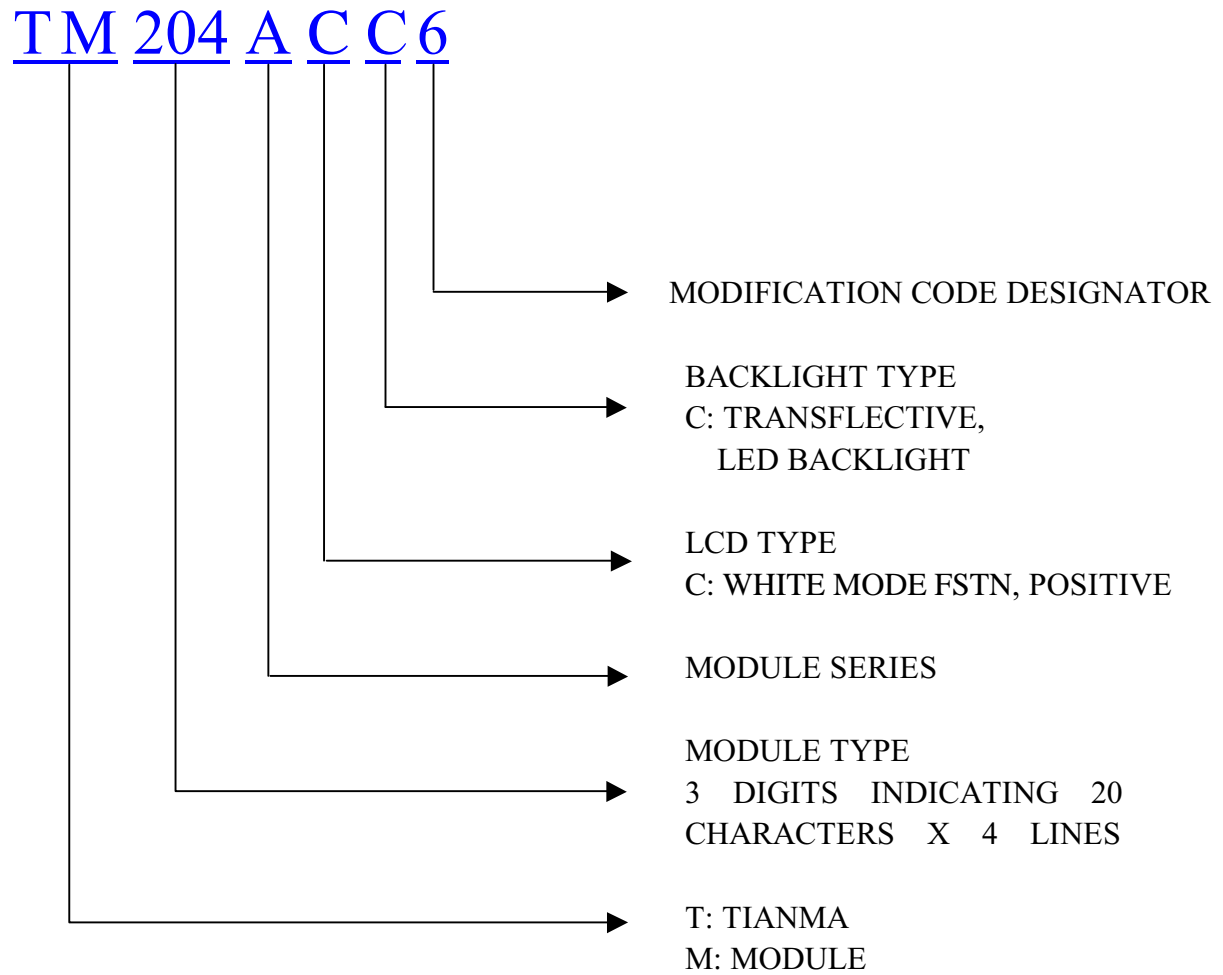 TM 204 A C C 6
MODIFICATION CODE DESIGNATOR
BACKLIGHT TYPE
C: TRANSFLECTIVE,
LED BACKLIGHT
LCD TYPE
C: WHITE MODE FSTN, POSITIVE
MODULE SERIES
MODULE TYPE
3 DIGITS INDICATING 20
CHARACTERS X 4 LINES
T: TIANMA
M: MODULE